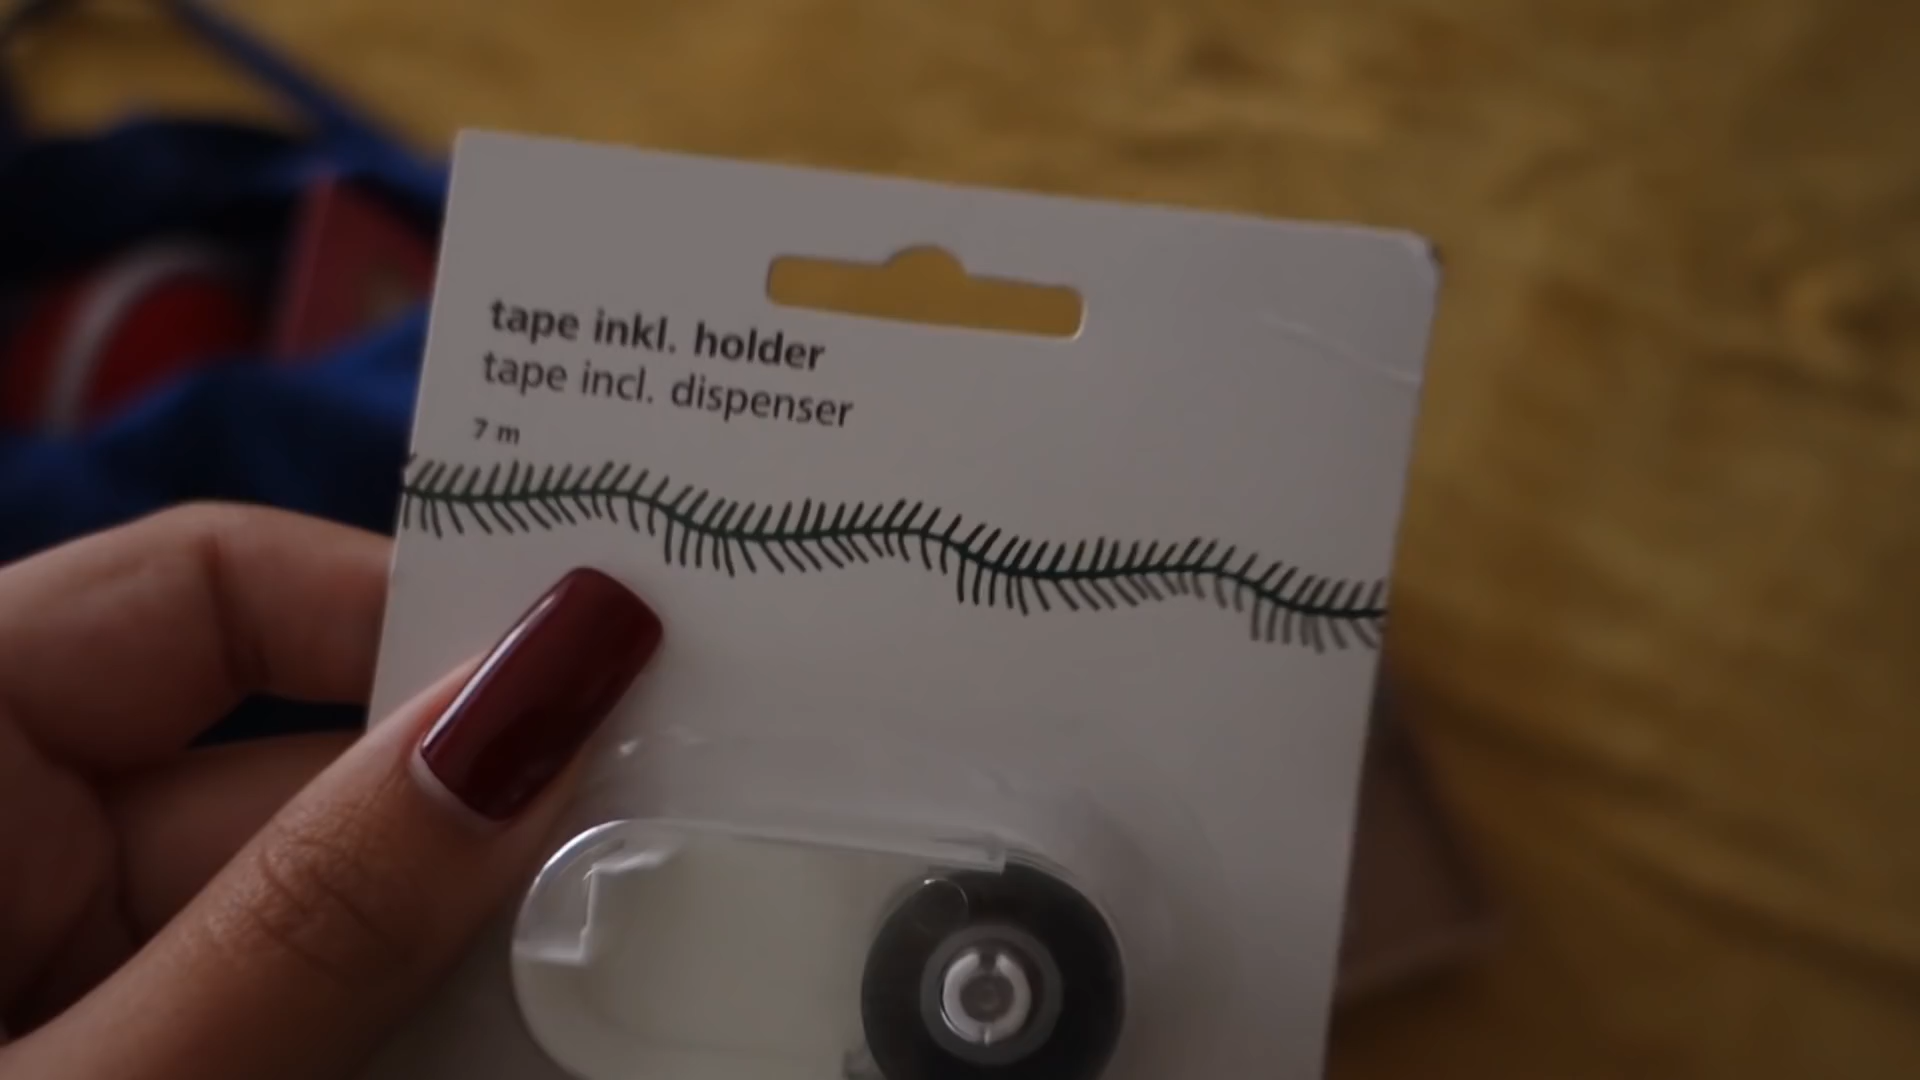 tape inkl. holder
tape incl. dispenser
7 m